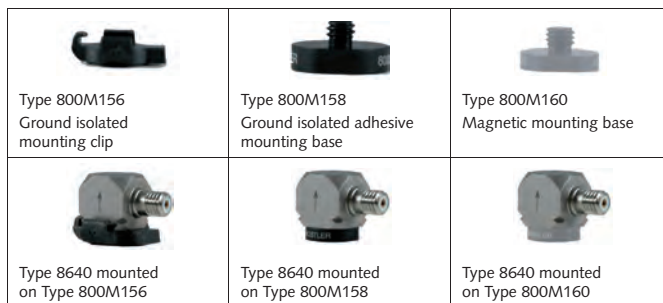 Type 800M156
Ground isolated
mounting clip
Type 800M158
Ground isolated adhesive
mounting base
Type 800M160
Magnetic mounting base
Type 8640 mounted
on Type 800M156
Type 8640 mounted
on Type 800M158
Type 8640 mounted
on Type 800M160